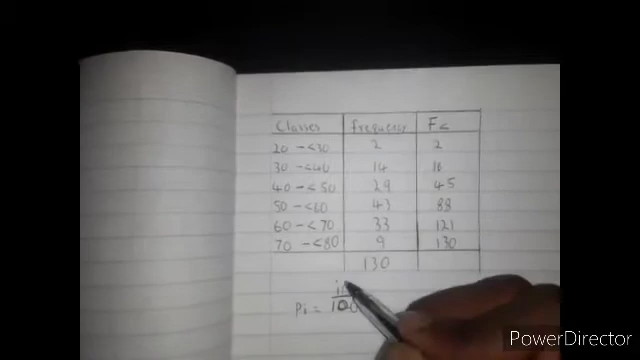 Classes frequency F<
20 -<30 2 2
30 -<40 14 16
40 -<50 29 45
50 -<60 43 88
60 -<70 33 121
70 -<80 9 130
130
Pi = 100
PowerDirector